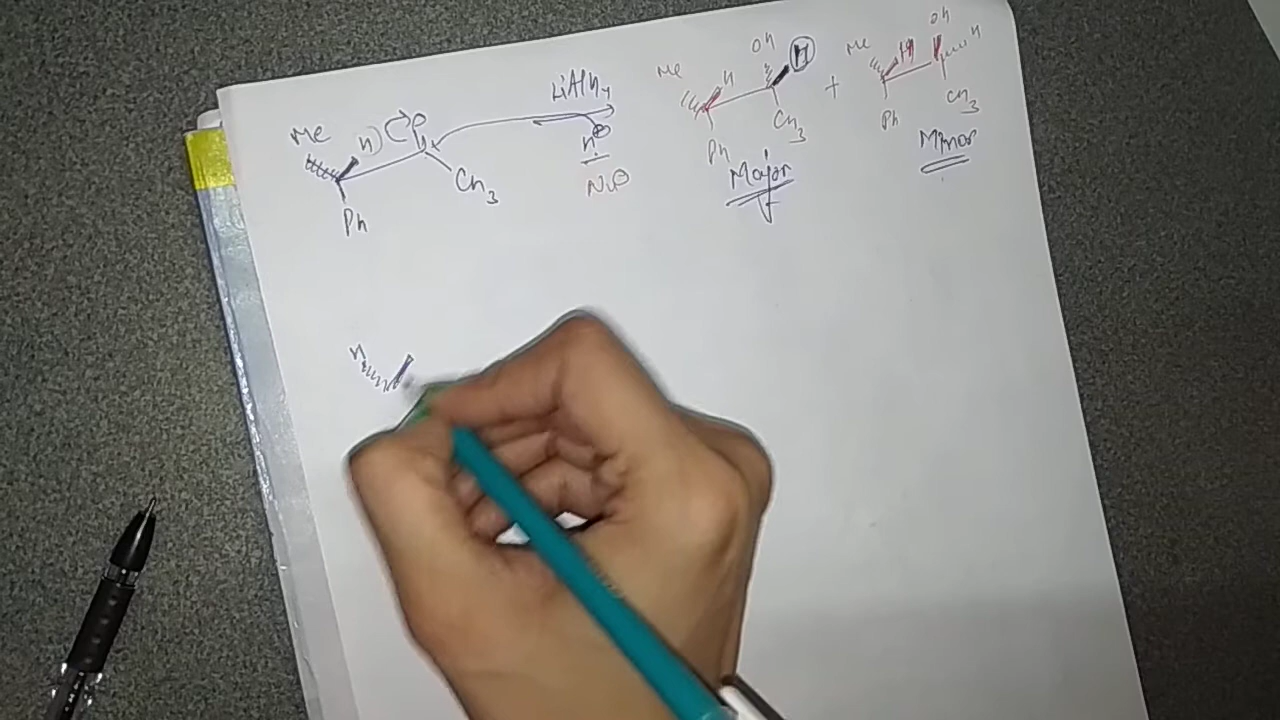 Me H O LiAlH4 Me H OH H + Me H OH H
Ph CH3 H⊖ Ph CH3 Ph CH3
Nu⊖ Major Minor
H